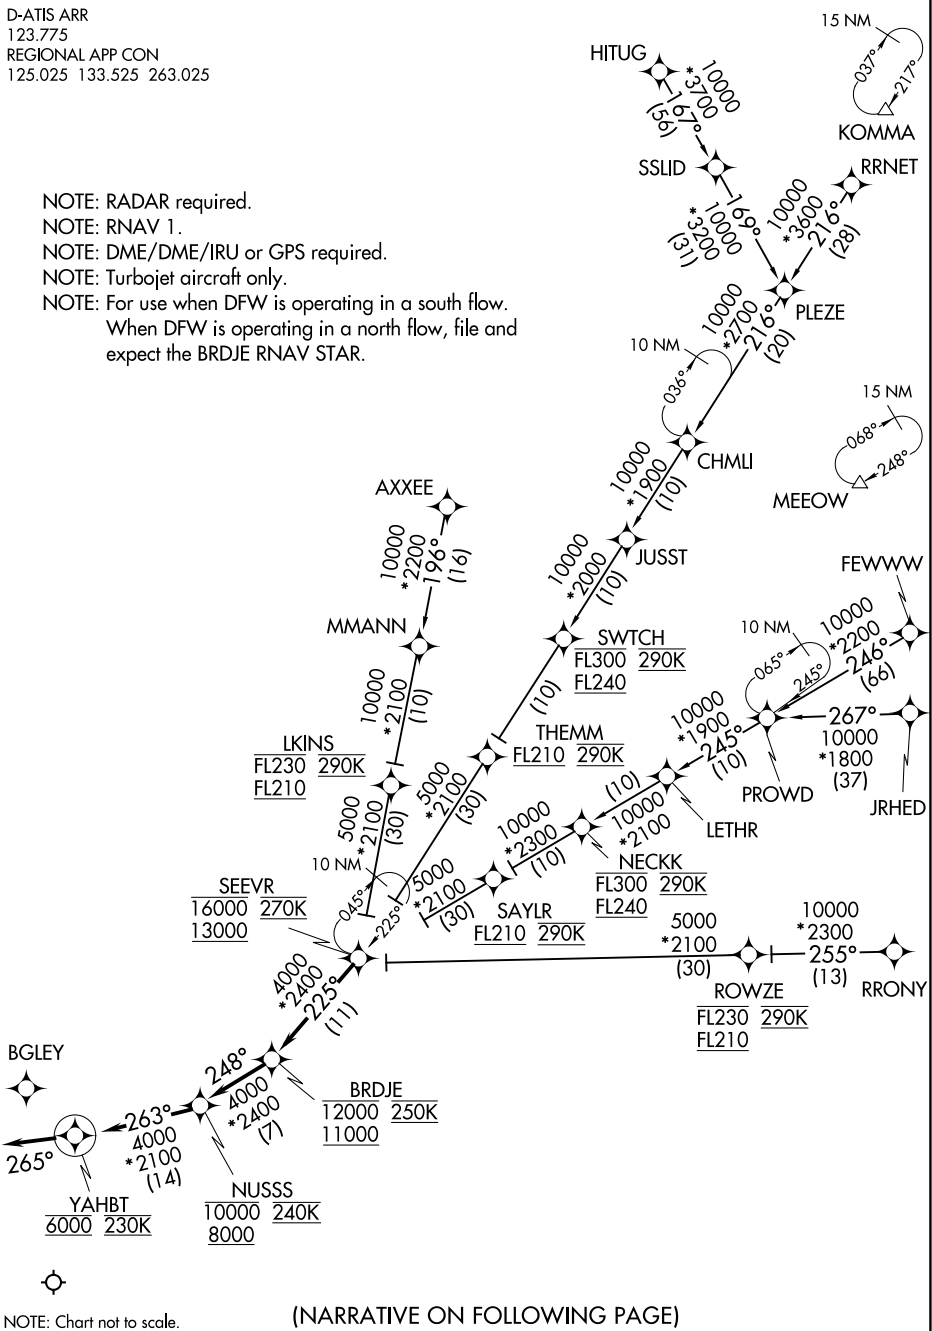 D-ATIS ARR
123.775
REGIONAL APP CON
125.025 133.525 263.025
NOTE: RADAR required.
NOTE: RNAV 1.
NOTE: DME/DME/IRU or GPS required.
NOTE: Turbojet aircraft only.
NOTE: For use when DFW is operating in a south flow.
When DFW is operating in a north flow, file and
expect the BRDJE RNAV STAR.
HITUG
10000
*3700
167°
(56)
15 NM
037°
217°
KOMMA
SSLID
169°
10000
*3200
(31)
RRNET
10000
*3600
216°
(28)
PLEZE
10000
*2700
216°
(20)
10 NM
036°
CHMLI
10000
*1900
(10)
15 NM
068°
248°
MEEOW
JUSST
10000
*2000
(10)
AXXEE
10000
*2200
196°
(16)
MMANN
10000
*2100
(10)
SWTCH
FL300 290K
FL240
(10)
FEWWW
10000
*2200
246°
(66)
10 NM
065°
245°
267°
10000
*1800
(37)
JRHED
PROWD
10000
*1900
245°
(10)
LETHR
(10)
10000
*2100
LKINS
FL230 290K
FL210
5000
*2100
(30)
THEMM
FL210 290K
5000
*2100
(30)
NECKK
FL300 290K
FL240
10000
*2300
(10)
SAYLR
FL210 290K
5000
*2100
(30)
10 NM
045°
225°
SEEVR
16000 270K
13000
5000
*2100
(30)
ROWZE
FL230 290K
FL210
10000
*2300
255°
(13)
RRONY
4000
*2400
225°
(11)
BRDJE
12000 250K
11000
248°
4000
*2400
(7)
NUSSS
10000 240K
8000
263°
4000
*2100
(14)
BGLEY
265°
YAHBT
6000 230K
NOTE: Chart not to scale.
(NARRATIVE ON FOLLOWING PAGE)